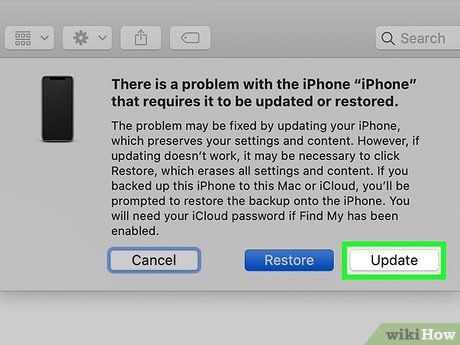 Search
There is a problem with the iPhone “iPhone”
that requires it to be updated or restored.
The problem may be fixed by updating your iPhone,
which preserves your settings and content. However, if
updating doesn't work, it may be necessary to click
Restore, which erases all settings and content. If you
backed up this iPhone to this Mac or iCloud, you'll be
prompted to restore the backup onto the iPhone. You
will need your iCloud password if Find My has been
enabled.
Cancel Restore Update
wikiHow